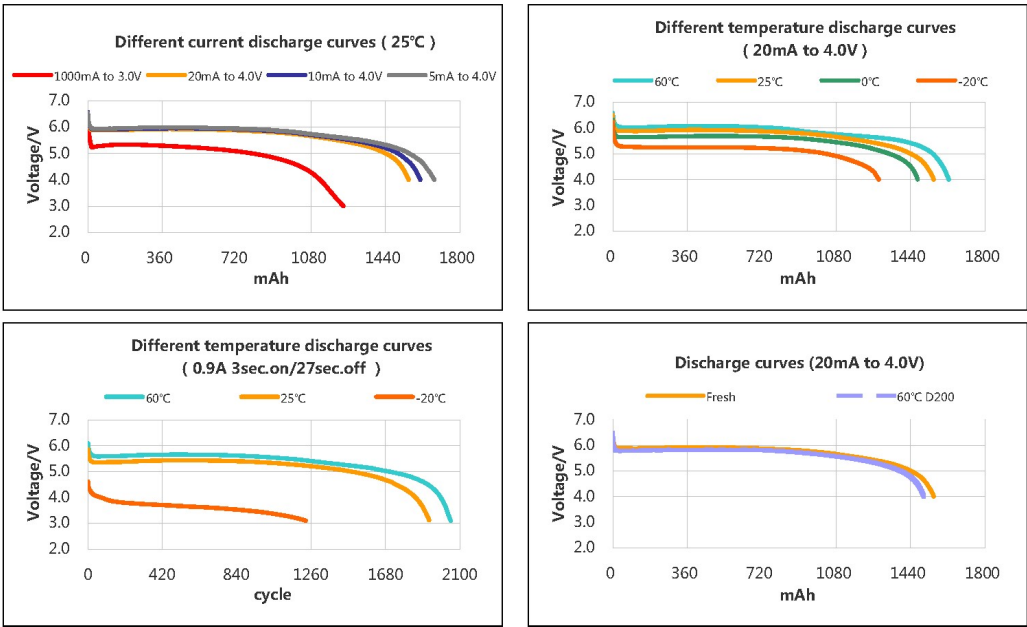 Different current discharge curves ( 25℃ )
1000mA to 3.0V 20mA to 4.0V 10mA to 4.0V 5mA to 4.0V
7.0
6.0
5.0
4.0
3.0
2.0
Voltage/V
0 360 720 1080 1440 1800
mAh
Different temperature discharge curves
( 20mA to 4.0V )
60℃ 25℃ 0℃ -20℃
7.0
6.0
5.0
4.0
3.0
2.0
Voltage/V
0 360 720 1080 1440 1800
mAh
Different temperature discharge curves
( 0.9A 3sec.on/27sec.off )
60℃ 25℃ -20℃
7.0
6.0
5.0
4.0
3.0
2.0
Voltage/V
0 420 840 1260 1680 2100
cycle
Discharge curves (20mA to 4.0V)
Fresh 60℃ D200
7.0
6.0
5.0
4.0
3.0
2.0
Voltage/V
0 360 720 1080 1440 1800
mAh